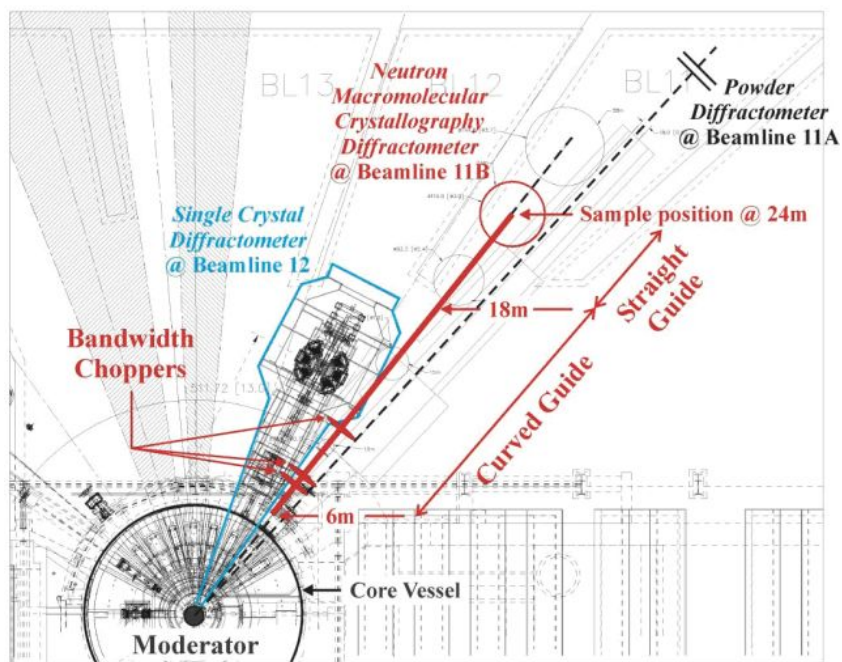 BL13
BL12
BL11
Neutron
Macromolecular
Crystallography
Diffractometer
@ Beamline 11B
Powder
Diffractometer
@ Beamline 11A
Single Crystal
Diffractometer
@ Beamline 12
Sample position @ 24m
18m
Straight
Guide
Bandwidth
Choppers
Curved Guide
6m
Core Vessel
Moderator